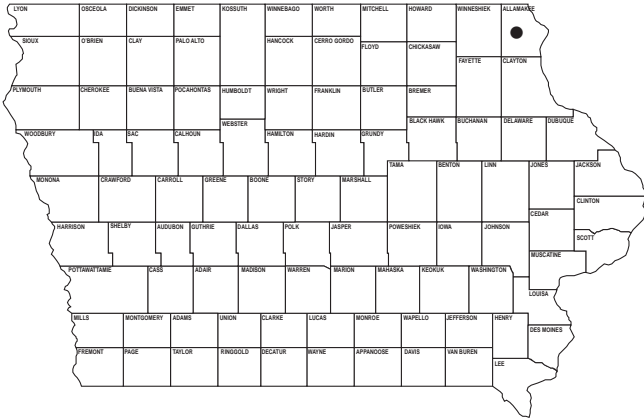 LYON OSCEOLA DICKINSON EMMET KOSSUTH WINNEBAGO WORTH MITCHELL HOWARD WINNESHIEK ALLAMAKEE
SIOUX O'BRIEN CLAY PALO ALTO HANCOCK CERRO GORDO FLOYD CHICKASAW
FAYETTE CLAYTON
PLYMOUTH CHEROKEE BUENA VISTA POCAHONTAS HUMBOLDT WRIGHT FRANKLIN BUTLER BREMER
WEBSTER BLACK HAWK BUCHANAN DELAWARE DUBUQUE
WOODBURY IDA SAC CALHOUN HAMILTON HARDIN GRUNDY
TAMA BENTON LINN JONES JACKSON
MONONA CRAWFORD CARROLL GREENE BOONE STORY MARSHALL
CLINTON
CEDAR
HARRISON SHELBY AUDUBON GUTHRIE DALLAS POLK JASPER POWESHIEK IOWA JOHNSON
SCOTT
MUSCATINE
POTTAWATTAMIE CASS ADAIR MADISON WARREN MARION MAHASKA KEOKUK WASHINGTON
LOUISA
MILLS MONTGOMERY ADAMS UNION CLARKE LUCAS MONROE WAPELLO JEFFERSON HENRY
DES MOINES
FREMONT PAGE TAYLOR RINGGOLD DECATUR WAYNE APPANOOSE DAVIS VAN BUREN
LEE